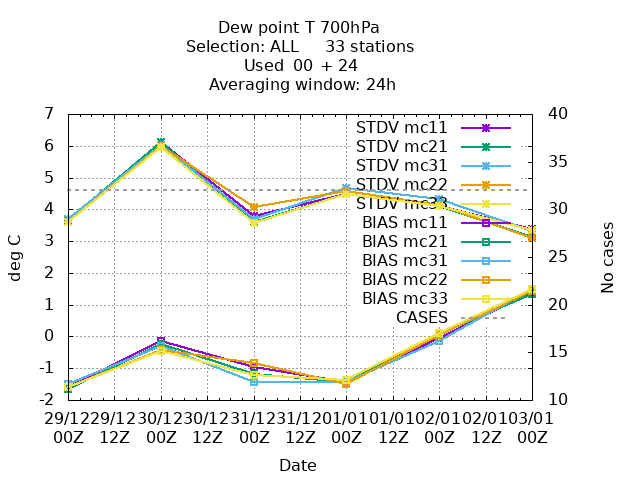 Dew point T 700hPa
Selection: ALL     33 stations
Used  00 + 24
Averaging window: 24h
7
6
5
4
3
2
1
0
-1
-2
40
35
30
25
20
15
10
deg C
No cases
STDV mc11
STDV mc21
STDV mc31
STDV mc22
STDV mc33
BIAS mc11
BIAS mc21
BIAS mc31
BIAS mc22
BIAS mc33
CASES
29/12 29/12 30/12 30/12 31/12 31/12 01/01 01/01 02/01 02/01 03/01
00Z 12Z 00Z 12Z 00Z 12Z 00Z 12Z 00Z 12Z 00Z
Date